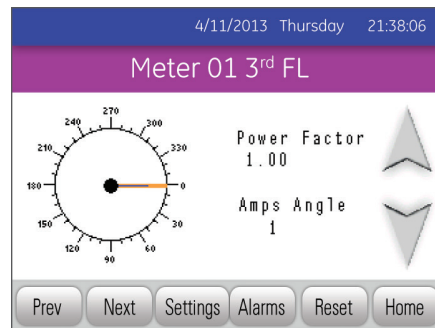 4/11/2013 Thursday 21:38:06
Meter 01 3rd FL
270
240 300
210 330
180 0
150 30
120 60
90
Power Factor
1.00
Amps Angle
1
Prev Next Settings Alarms Reset Home